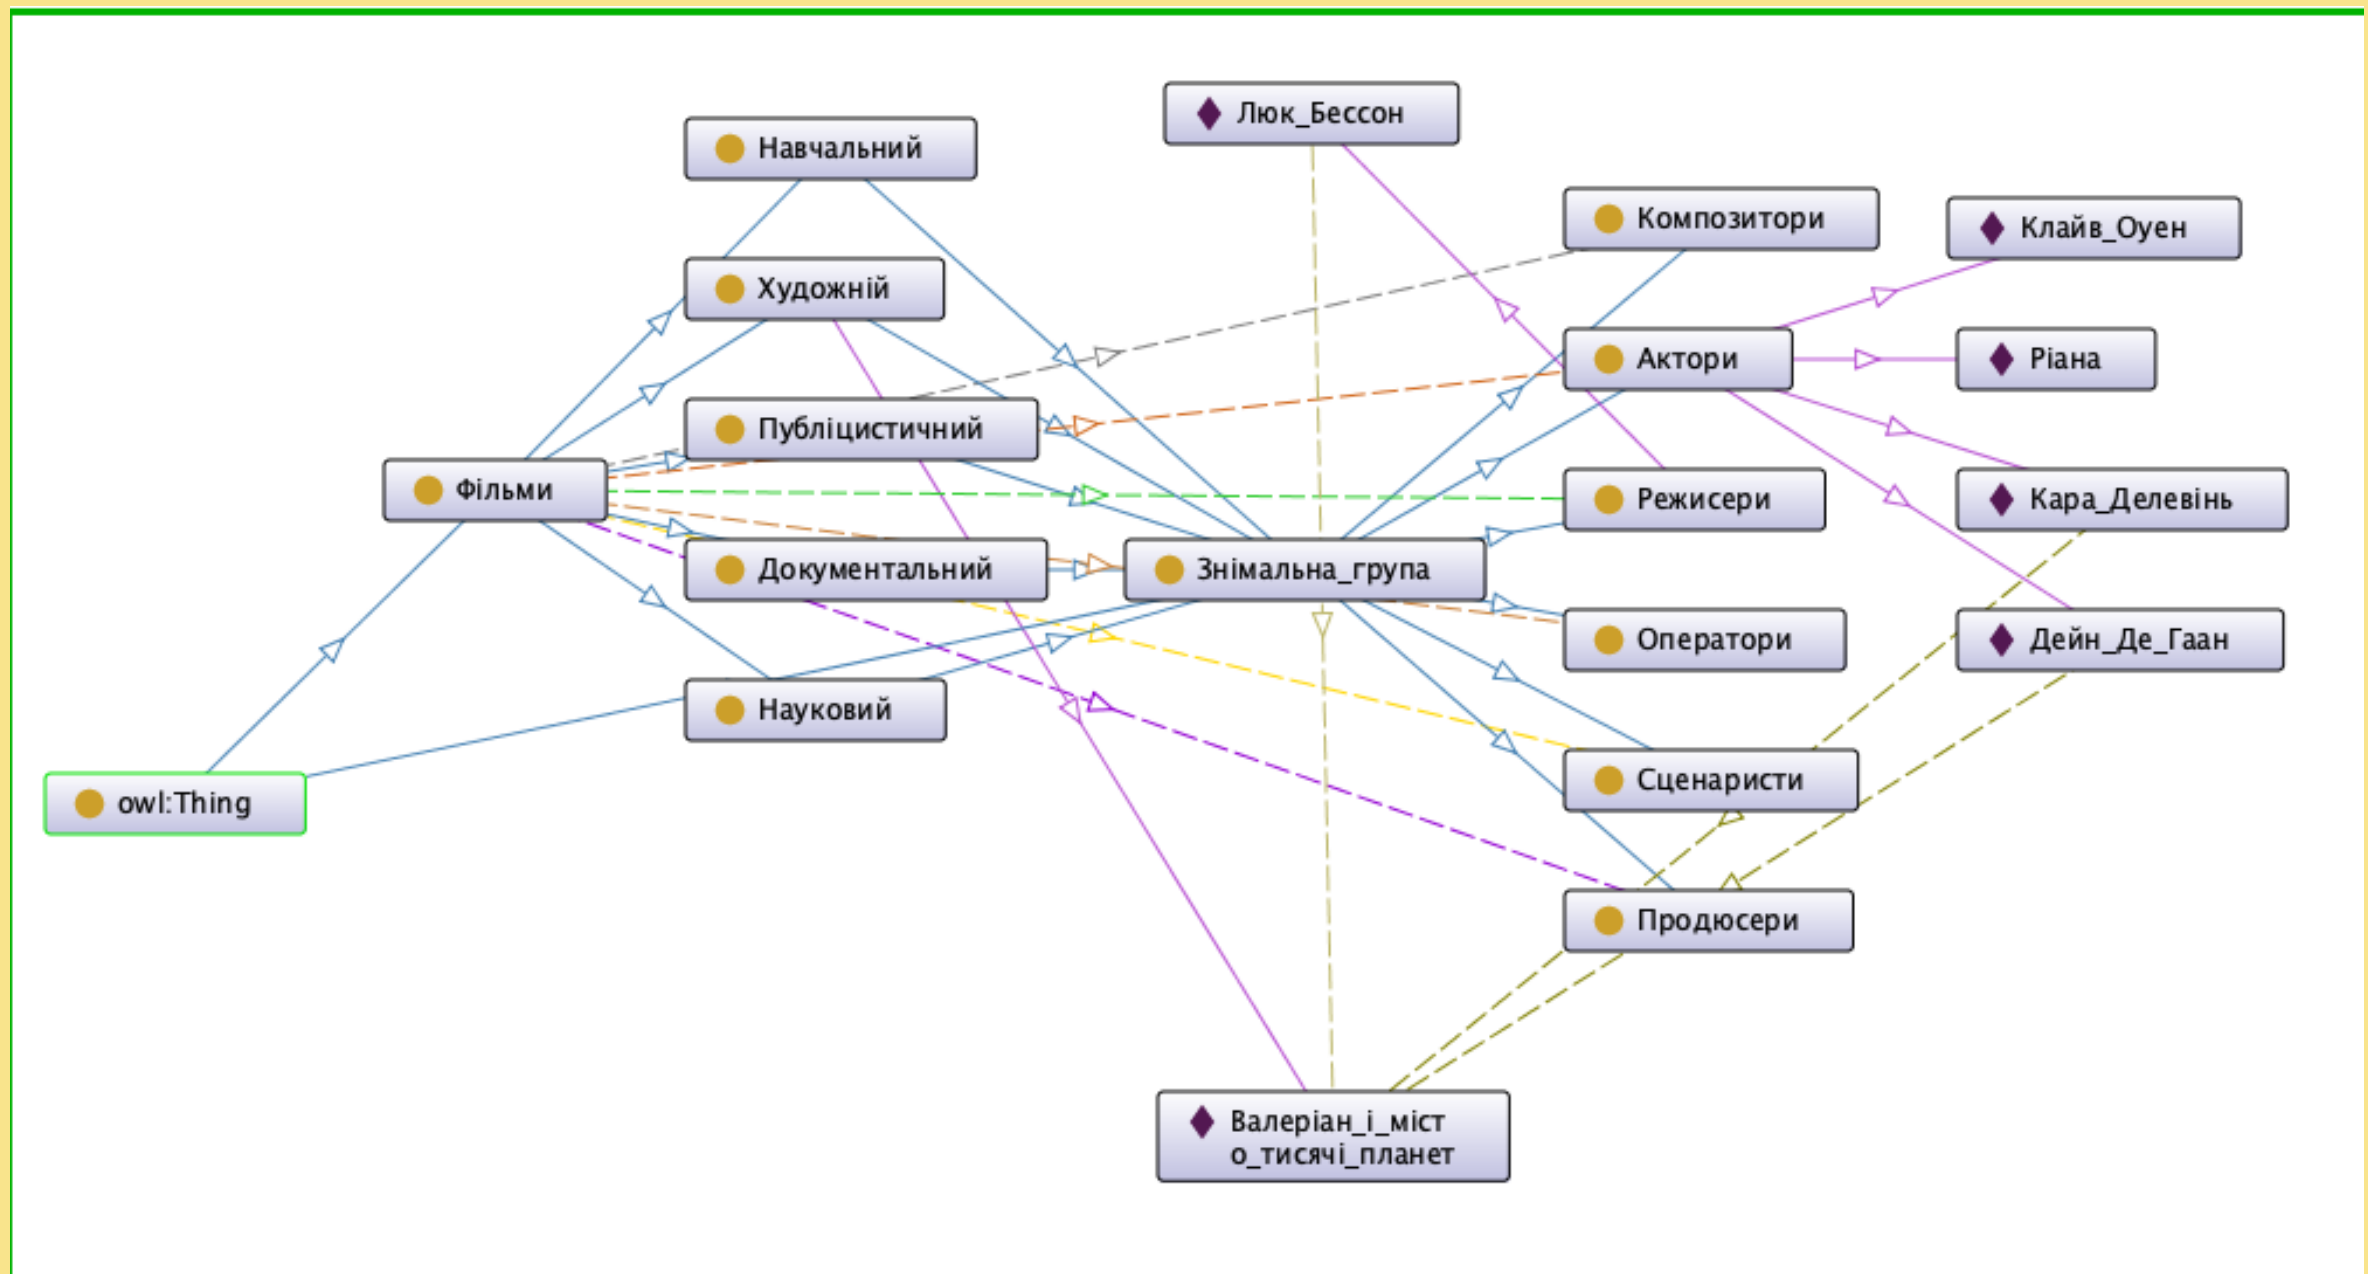 Люк_Бессон
Навчальний
Композитори
Клайв_Оуен
Художній
Актори
Ріана
Публіцистичний
Фільми
Режисери
Кара_Делевінь
Документальний
Знімальна_група
Оператори
Дейн_Де_Гаан
Науковий
Сценаристи
owl:Thing
Продюсери
Валеріан_і_міст
о_тисячі_планет